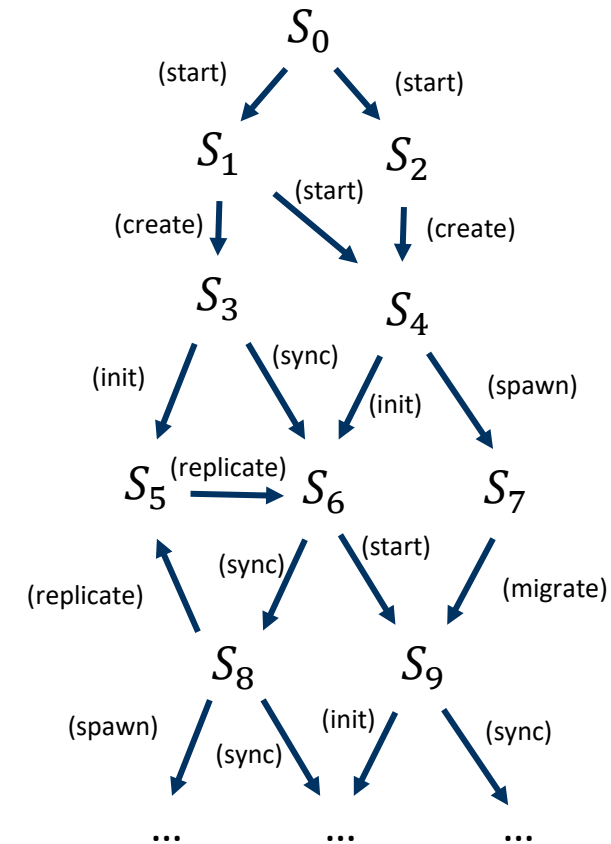 S0
(start)
(start)
S1
S2
(start)
(create)
(create)
S3
S4
(sync)
(init)
(spawn)
(init)
(replicate)
S5
S6
S7
(start)
(sync)
(replicate)
(migrate)
S8
S9
(spawn)
(init)
(sync)
(sync)
... ... ...